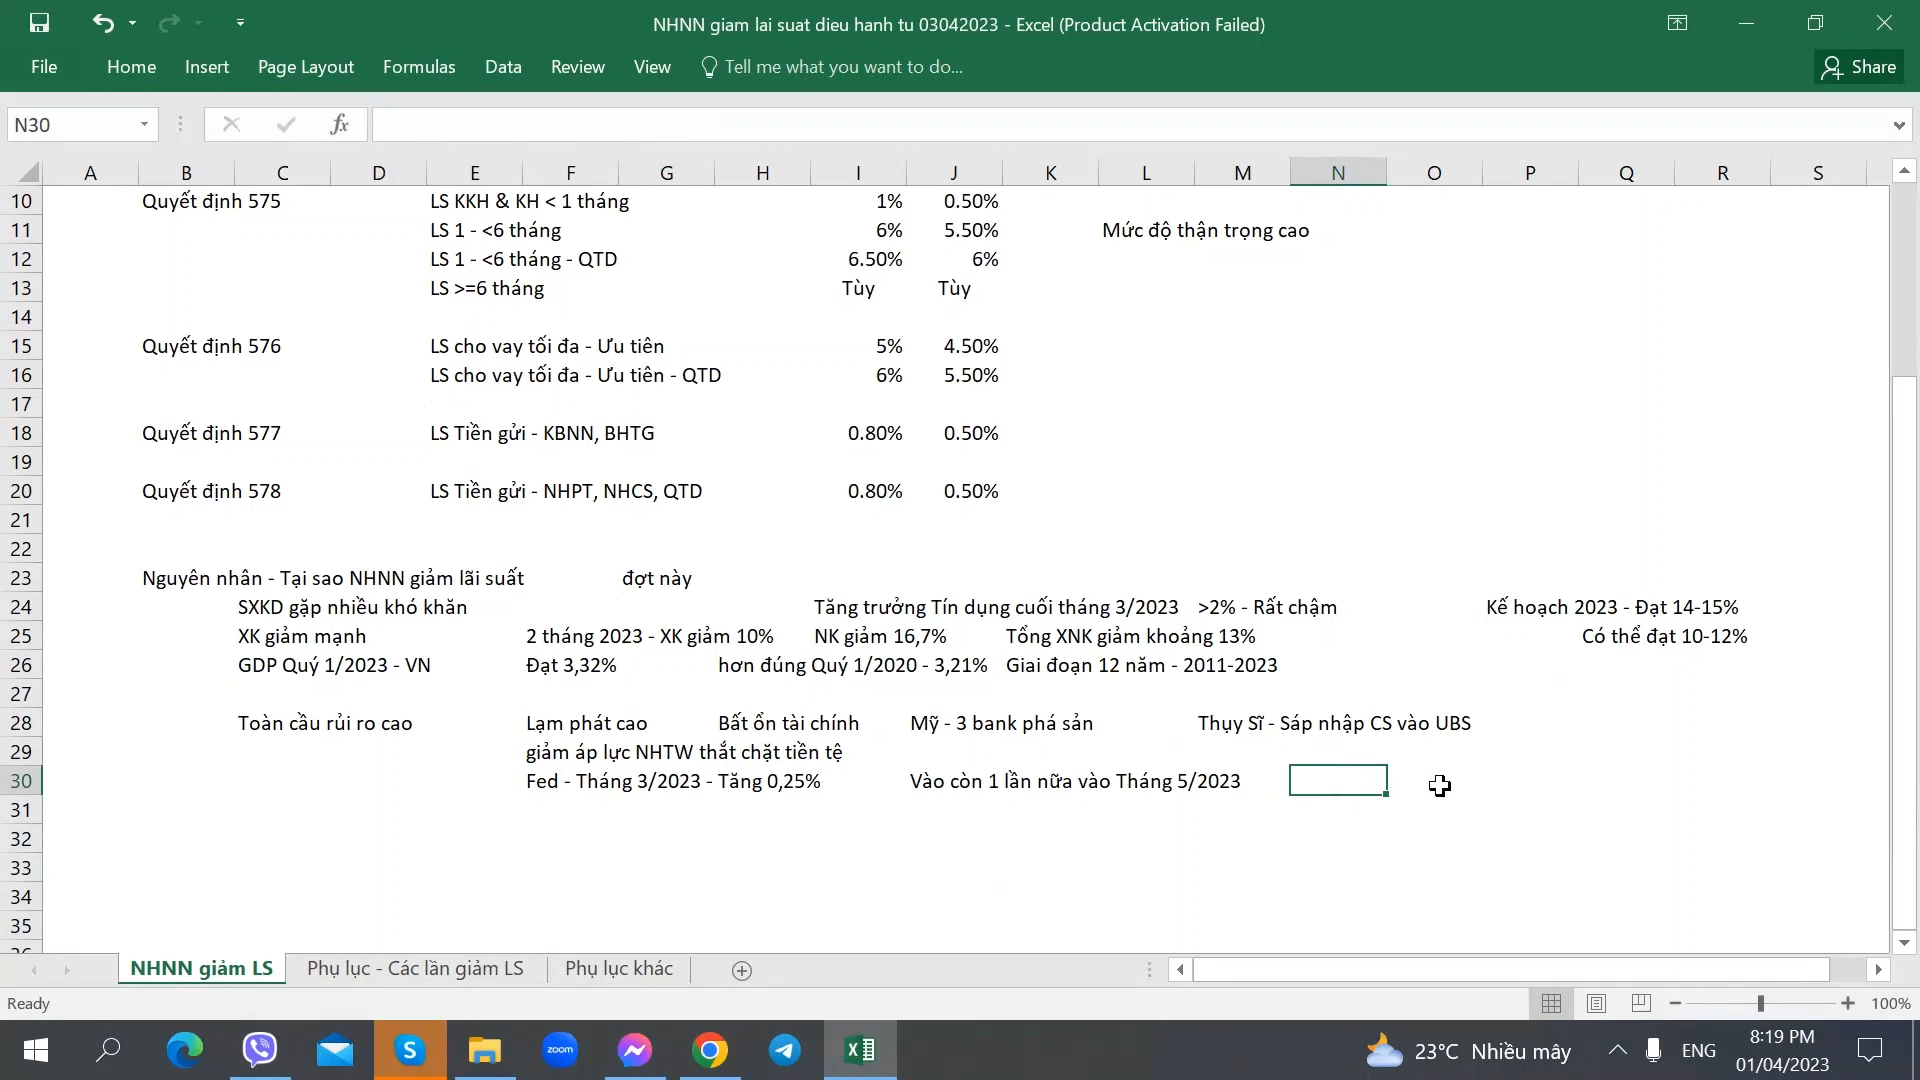 NHNN giam lai suat dieu hanh tu 03042023 - Excel (Product Activation Failed)
File Home Insert Page Layout Formulas Data Review View Tell me what you want to do... Share
N30 fx
A B C D E F G H I J K L M N O P Q R S
10 Quyết định 575 LS KKH & KH < 1 tháng 1% 0.50%
11 LS 1 - <6 tháng 6% 5.50% Mức độ thận trọng cao
12 LS 1 - <6 tháng - QTD 6.50% 6%
13 LS >=6 tháng Tùy Tùy
14
15 Quyết định 576 LS cho vay tối đa - Ưu tiên 5% 4.50%
16 LS cho vay tối đa - Ưu tiên - QTD 6% 5.50%
17
18 Quyết định 577 LS Tiền gửi - KBNN, BHTG 0.80% 0.50%
19
20 Quyết định 578 LS Tiền gửi - NHPT, NHCS, QTD 0.80% 0.50%
21
22
23 Nguyên nhân - Tại sao NHNN giảm lãi suất đợt này
24 SXKD gặp nhiều khó khăn Tăng trưởng Tín dụng cuối tháng 3/2023 >2% - Rất chậm Kế hoạch 2023 - Đạt 14-15%
25 XK giảm mạnh 2 tháng 2023 - XK giảm 10% NK giảm 16,7% Tổng XNK giảm khoảng 13% Có thể đạt 10-12%
26 GDP Quý 1/2023 - VN Đạt 3,32% hơn đúng Quý 1/2020 - 3,21% Giai đoạn 12 năm - 2011-2023
27
28 Toàn cầu rủi ro cao Lạm phát cao Bất ổn tài chính Mỹ - 3 bank phá sản Thụy Sĩ - Sáp nhập CS vào UBS
29 giảm áp lực NHTW thắt chặt tiền tệ
30 Fed - Tháng 3/2023 - Tăng 0,25% Vào còn 1 lần nữa vào Tháng 5/2023
31
32
33
34
35
NHNN giảm LS Phụ lục - Các lần giảm LS Phụ lục khác
Ready 100%
zoom 23°C Nhiều mây ENG 8:19 PM
01/04/2023